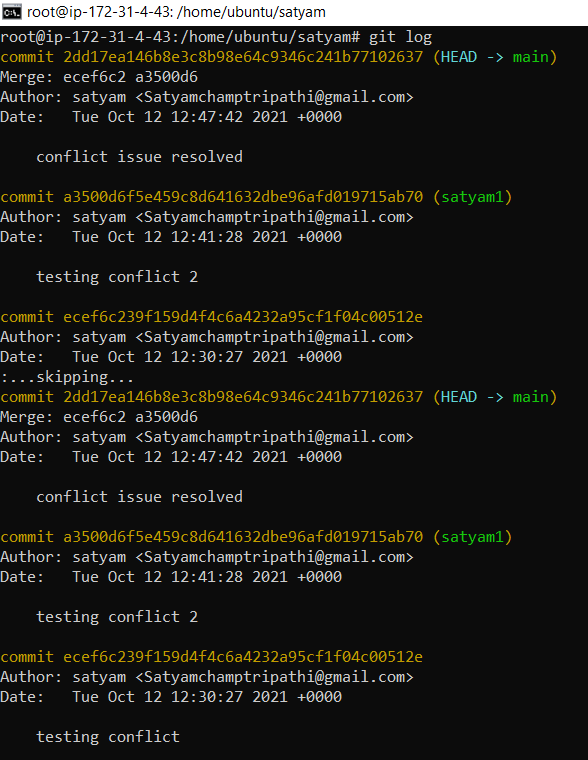 root@ip-172-31-4-43: /home/ubuntu/satyam
root@ip-172-31-4-43:/home/ubuntu/satyam# git log
commit 2dd17ea146b8e3c8b98e64c9346c241b77102637 (HEAD -> main)
Merge: ecef6c2 a3500d6
Author: satyam <Satyamchamptripathi@gmail.com>
Date:   Tue Oct 12 12:47:42 2021 +0000

    conflict issue resolved

commit a3500d6f5e459c8d641632dbe96afd019715ab70 (satyam1)
Author: satyam <Satyamchamptripathi@gmail.com>
Date:   Tue Oct 12 12:41:28 2021 +0000

    testing conflict 2

commit ecef6c239f159d4f4c6a4232a95cf1f04c00512e
Author: satyam <Satyamchamptripathi@gmail.com>
Date:   Tue Oct 12 12:30:27 2021 +0000
:...skipping...
commit 2dd17ea146b8e3c8b98e64c9346c241b77102637 (HEAD -> main)
Merge: ecef6c2 a3500d6
Author: satyam <Satyamchamptripathi@gmail.com>
Date:   Tue Oct 12 12:47:42 2021 +0000

    conflict issue resolved

commit a3500d6f5e459c8d641632dbe96afd019715ab70 (satyam1)
Author: satyam <Satyamchamptripathi@gmail.com>
Date:   Tue Oct 12 12:41:28 2021 +0000

    testing conflict 2

commit ecef6c239f159d4f4c6a4232a95cf1f04c00512e
Author: satyam <Satyamchamptripathi@gmail.com>
Date:   Tue Oct 12 12:30:27 2021 +0000

    testing conflict